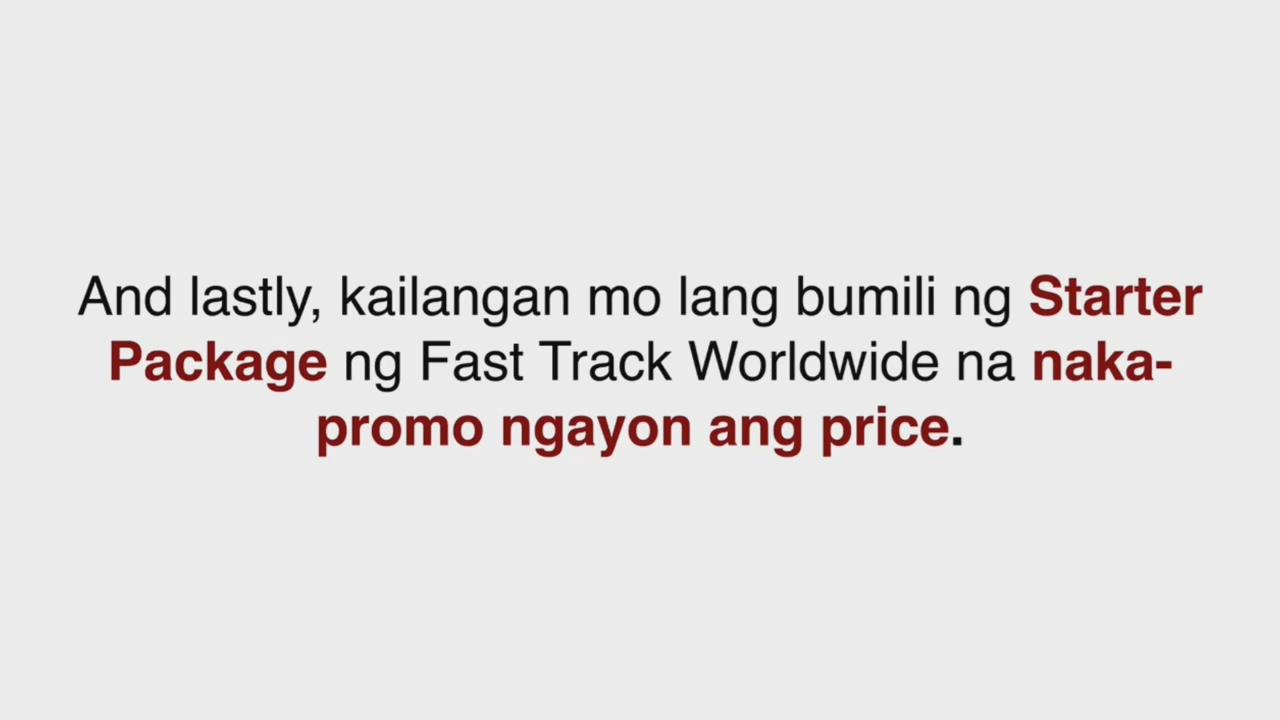 And lastly, kailangan mo lang bumili ng Starter
Package ng Fast Track Worldwide na naka-
promo ngayon ang price.